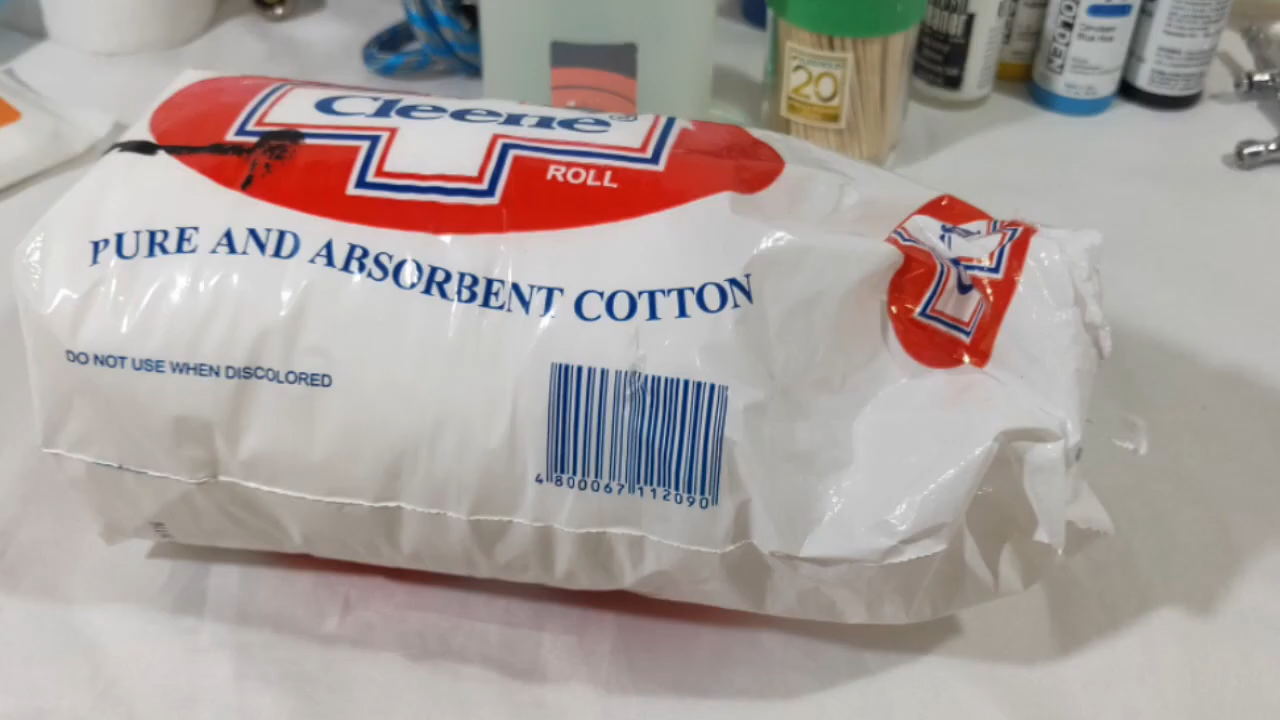 Cleene
ROLL
PURE AND ABSORBENT COTTON
DO NOT USE WHEN DISCOLORED
4 800067 112090
20